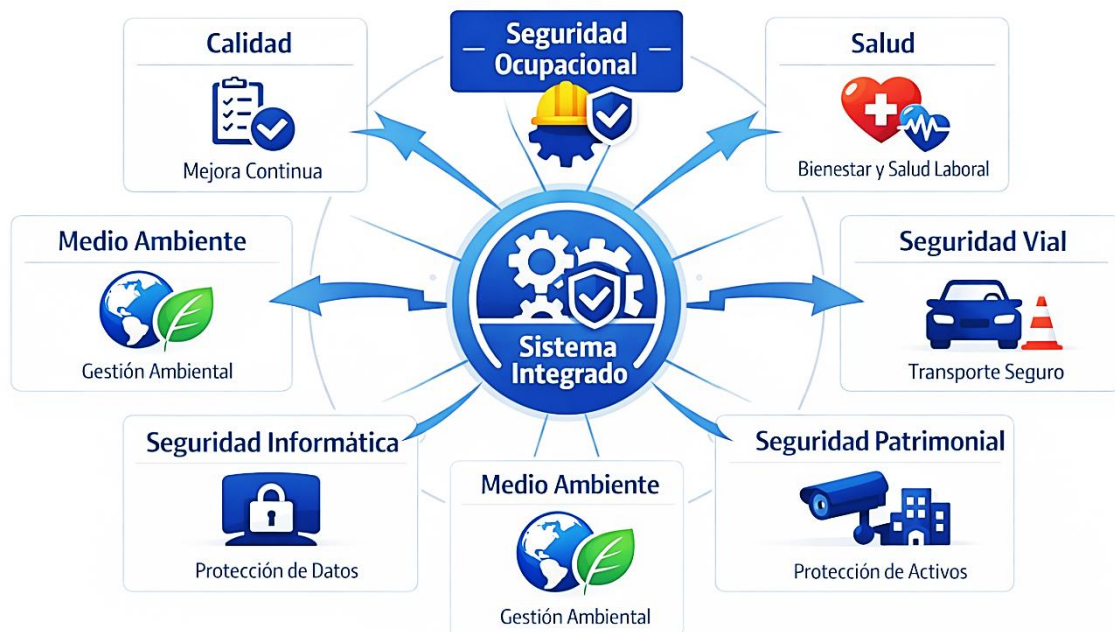 Calidad
Mejora Continua
Seguridad
Ocupacional
Salud
Bienestar y Salud Laboral
Medio Ambiente
Gestión Ambiental
Sistema
Integrado
Seguridad Vial
Transporte Seguro
Seguridad Informática
Protección de Datos
Medio Ambiente
Gestión Ambiental
Seguridad Patrimonial
Protección de Activos